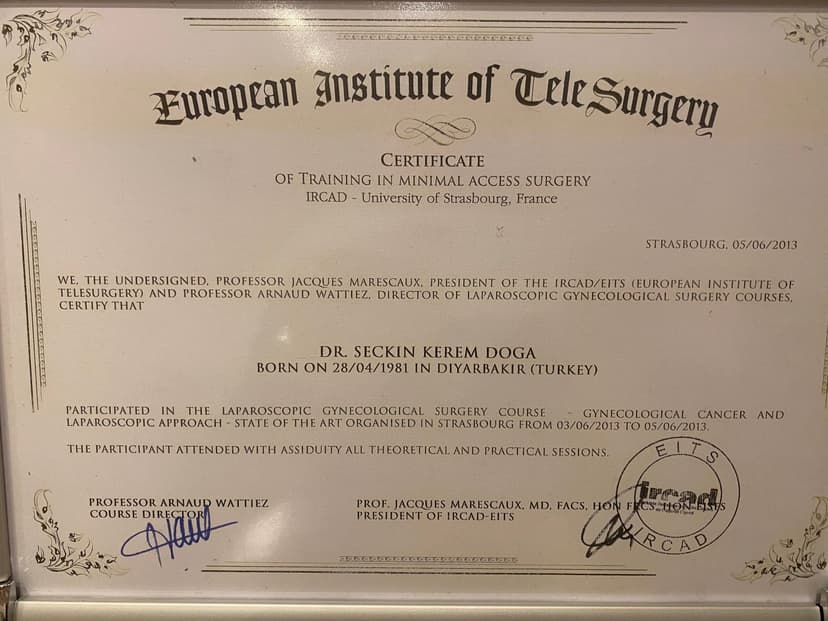 European Institute of TeleSurgery
CERTIFICATE
OF TRAINING IN MINIMAL ACCESS SURGERY
IRCAD - University of Strasbourg, France
STRASBOURG, 05/06/2013
WE, THE UNDERSIGNED, PROFESSOR JACQUES MARESCAUX, PRESIDENT OF THE IRCAD/EITS (EUROPEAN INSTITUTE OF
TELESURGERY) AND PROFESSOR ARNAUD WATTIEZ, DIRECTOR OF LAPAROSCOPIC GYNECOLOGICAL SURGERY COURSES,
CERTIFY THAT
DR. SECKIN KEREM DOGA
BORN ON 28/04/1981 IN DIYARBAKIR (TURKEY)
PARTICIPATED IN THE LAPAROSCOPIC GYNECOLOGICAL SURGERY COURSE - GYNECOLOGICAL CANCER AND
LAPAROSCOPIC APPROACH - STATE OF THE ART ORGANISED IN STRASBOURG FROM 03/06/2013 TO 05/06/2013.
THE PARTICIPANT ATTENDED WITH ASSIDUITY ALL THEORETICAL AND PRACTICAL SESSIONS.
PROFESSOR ARNAUD WATTIEZ
COURSE DIRECTOR
PROF. JACQUES MARESCAUX, MD, FACS, HON FRCS, HON FJSES
PRESIDENT OF IRCAD-EITS
EITS
ircad
IRCAD